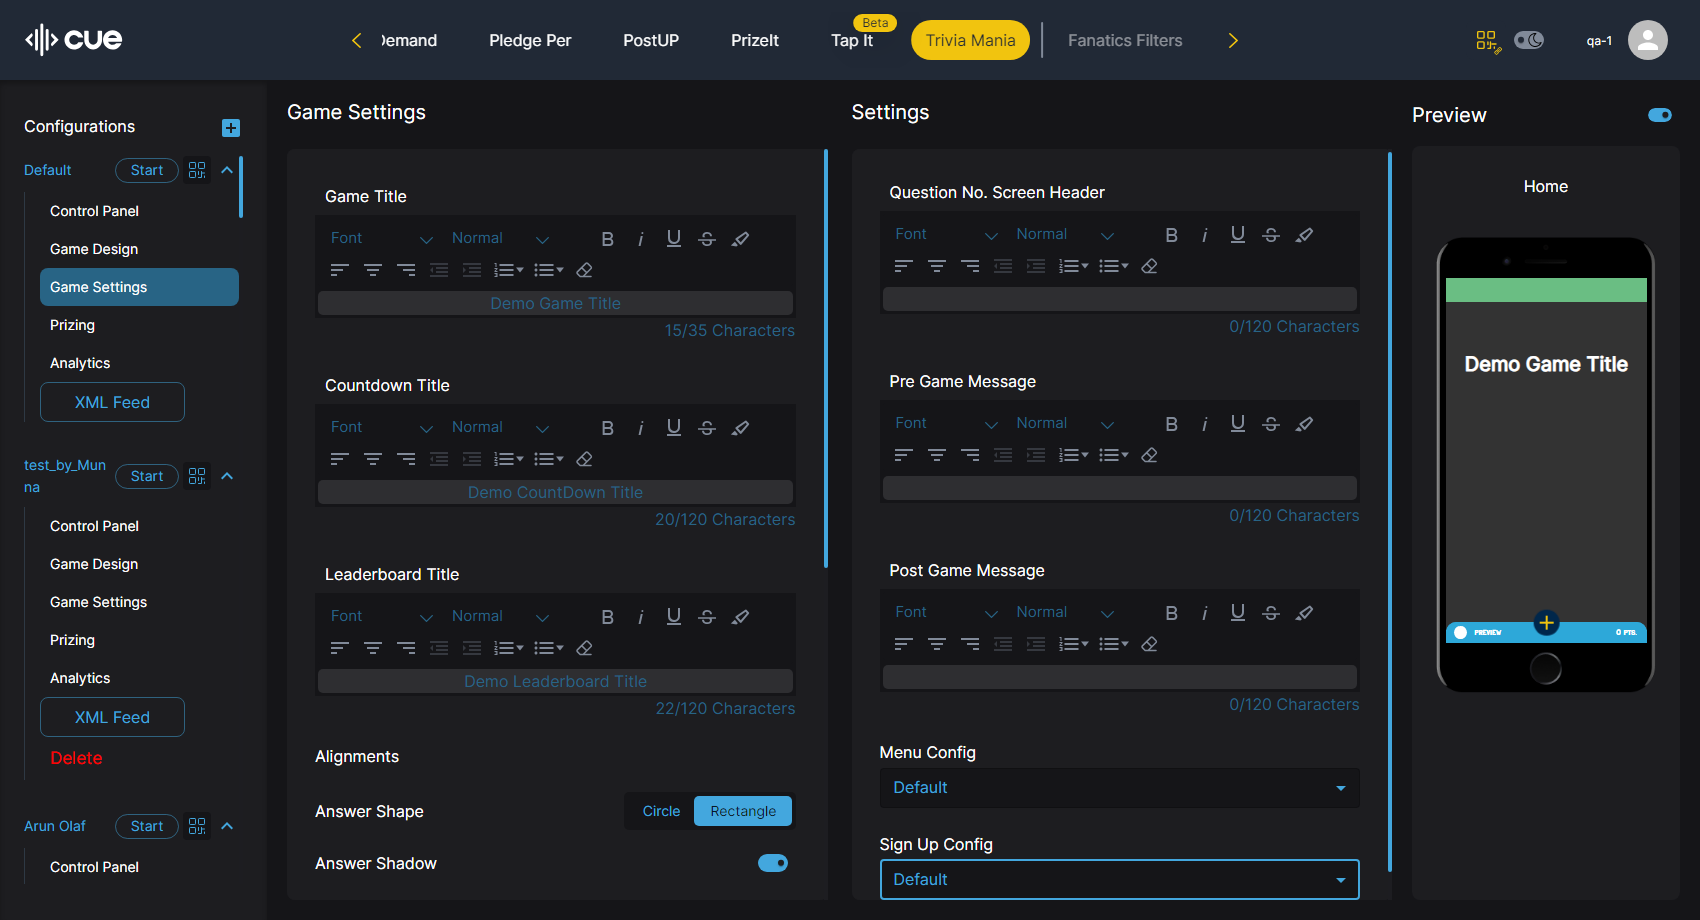 cue
Demand
Pledge Per
PostUP
PrizeIt
Tap It
Beta
Trivia Mania
Fanatics Filters
qa-1
Configurations
Default
Start
Control Panel
Game Design
Game Settings
Prizing
Analytics
XML Feed
test_by_Mun
na
Start
Control Panel
Game Design
Game Settings
Prizing
Analytics
XML Feed
Delete
Arun Olaf
Start
Control Panel
Game Settings
Game Title
Font
Normal
Demo Game Title
15/35 Characters
Countdown Title
Font
Normal
Demo CountDown Title
20/120 Characters
Leaderboard Title
Font
Normal
Demo Leaderboard Title
22/120 Characters
Alignments
Answer Shape
Circle
Rectangle
Answer Shadow
Settings
Question No. Screen Header
Font
Normal
0/120 Characters
Pre Game Message
Font
Normal
0/120 Characters
Post Game Message
Font
Normal
0/120 Characters
Menu Config
Default
Sign Up Config
Default
Preview
Home
Demo Game Title
PREVIEW
0 PTS.